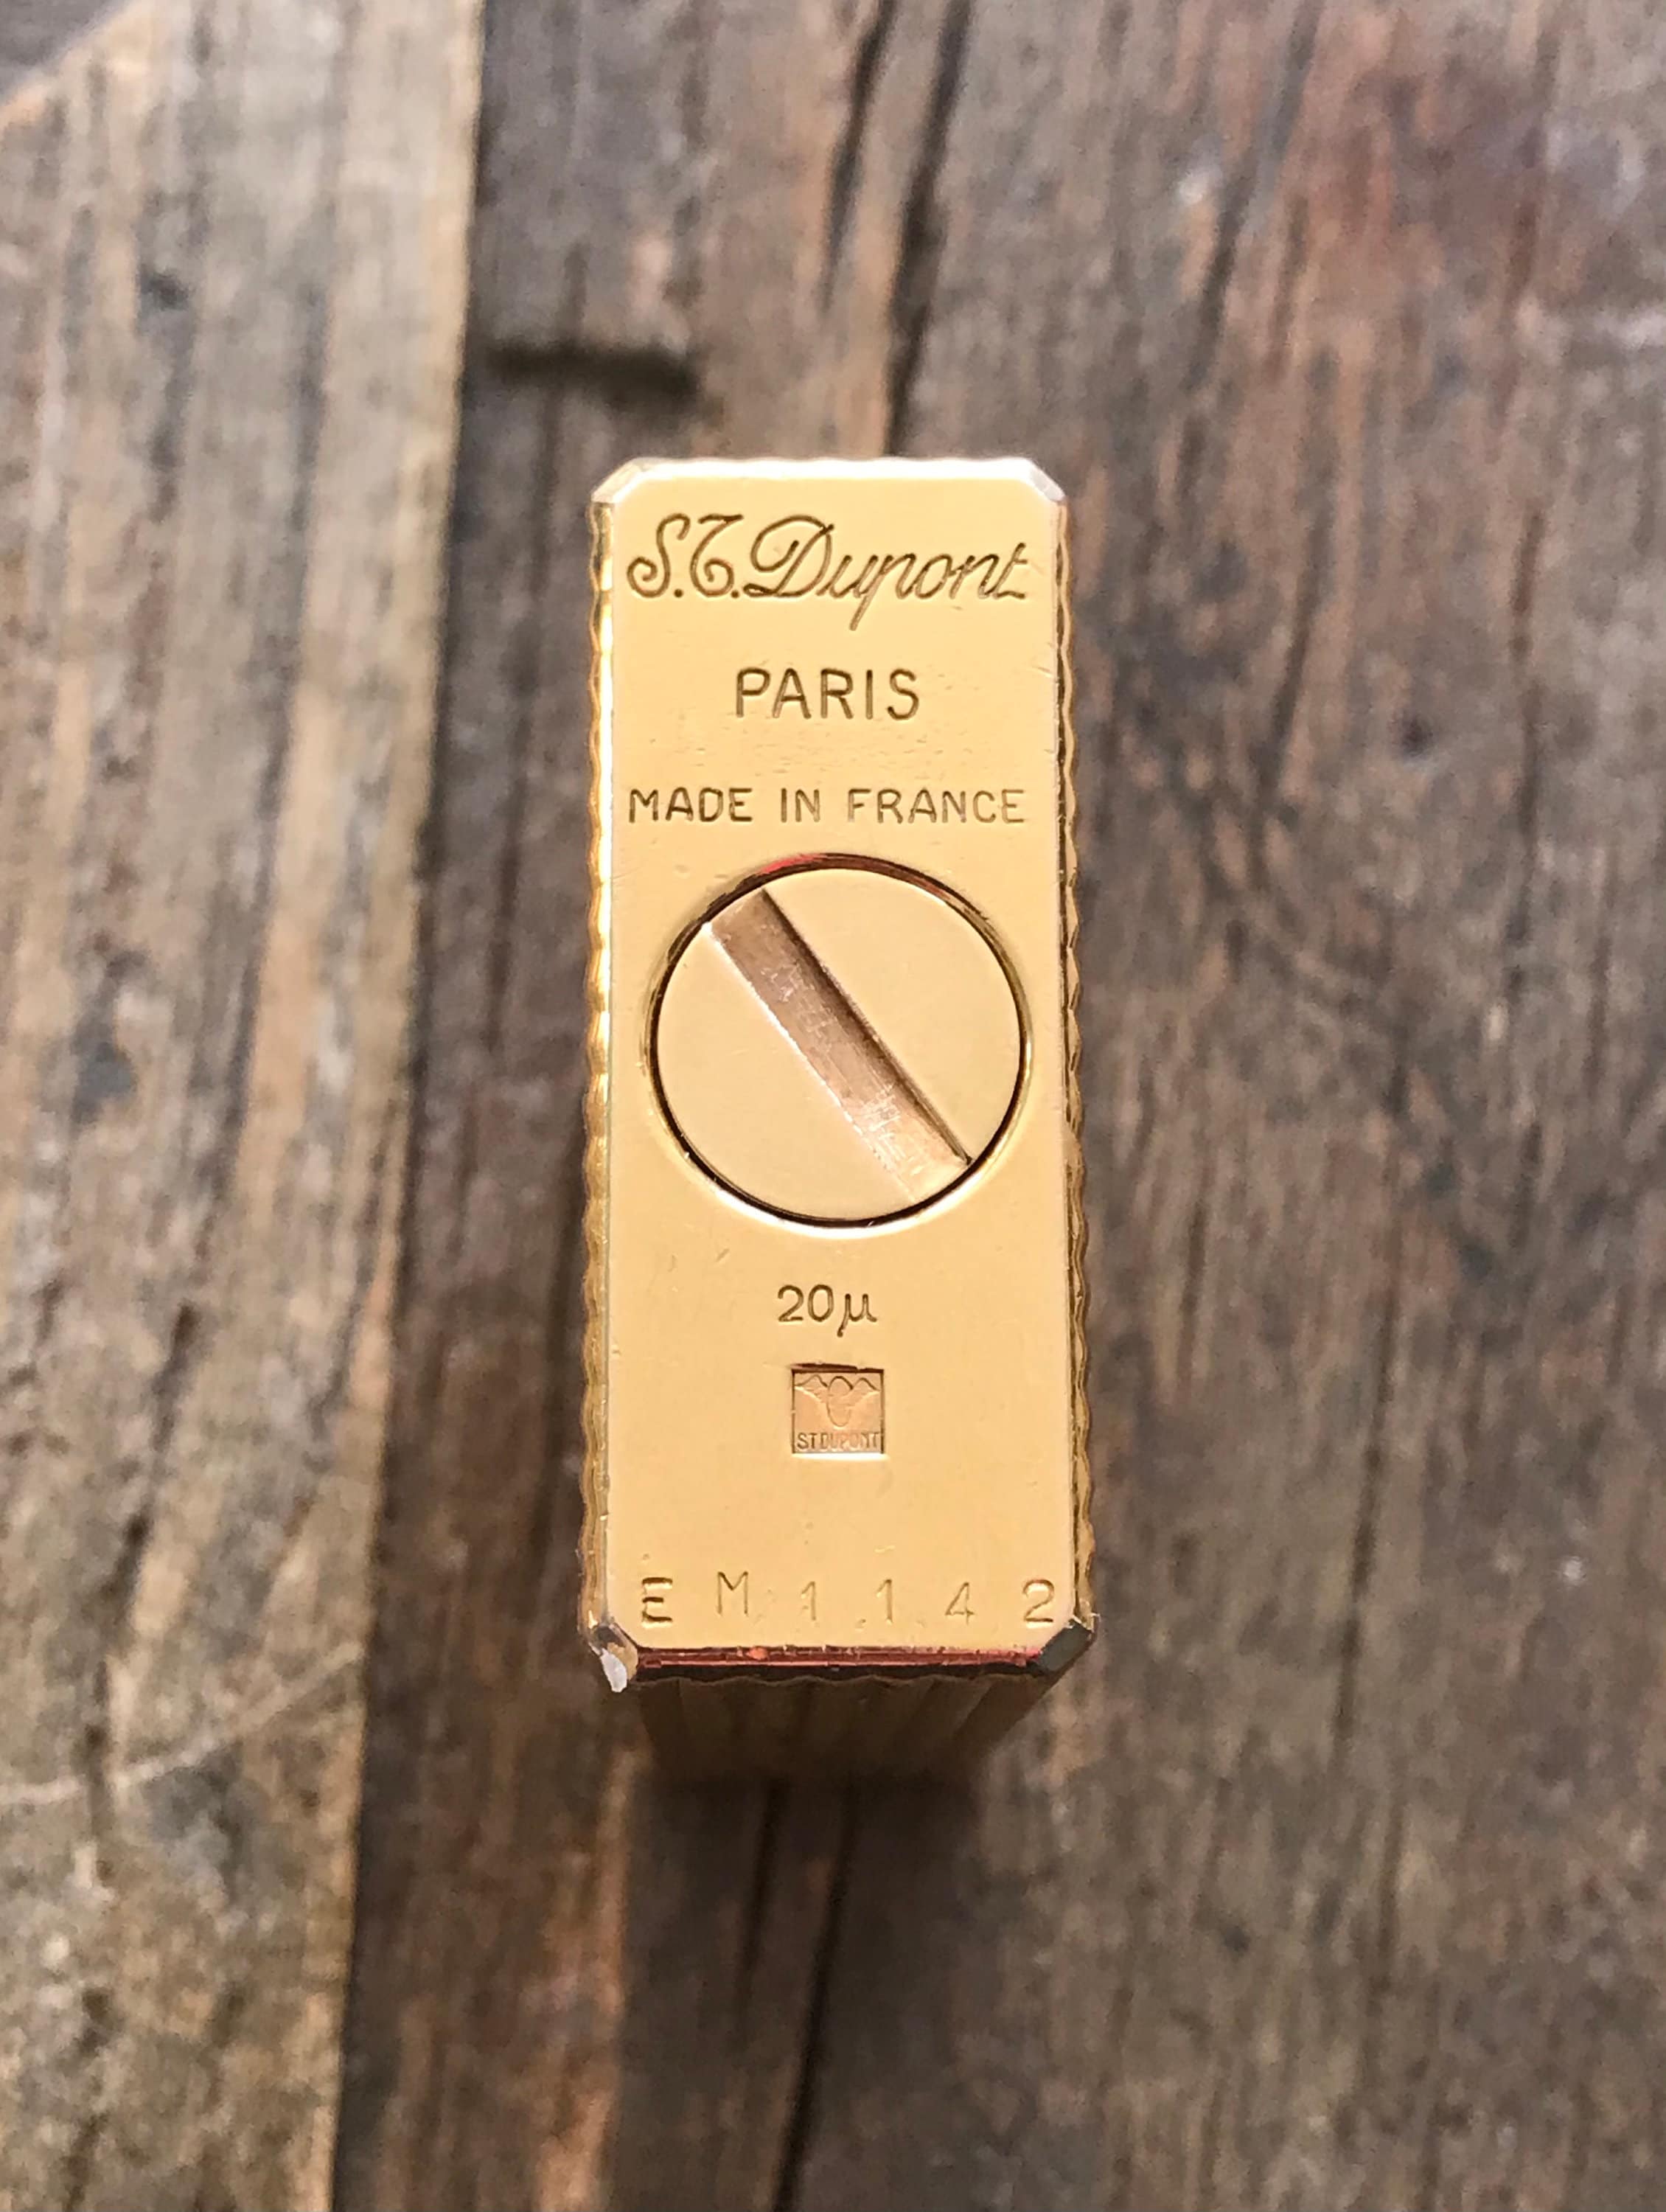 S.T. Dupont
PARIS
MADE IN FRANCE
20µ
ST DUPONT
EM1142